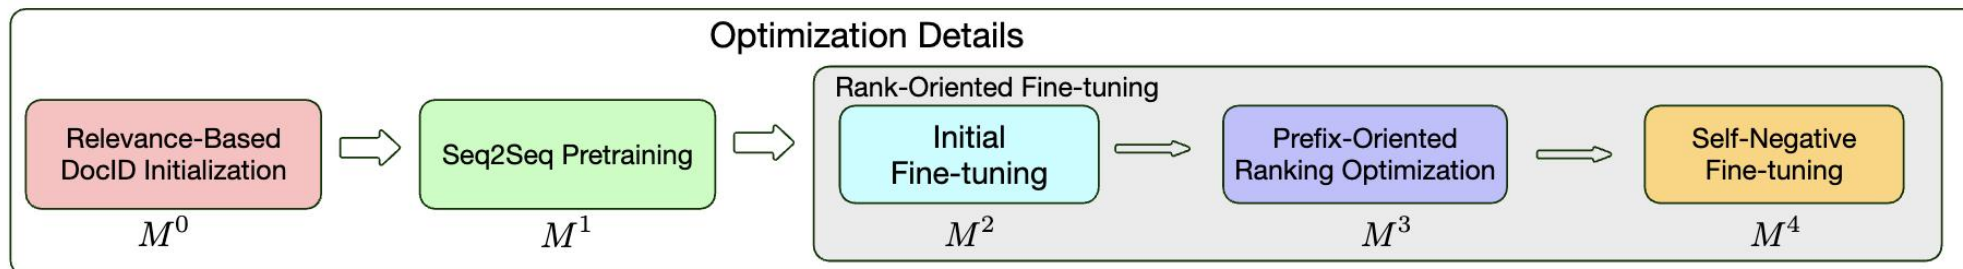 Optimization Details
Relevance-Based
DocID Initialization
M⁰
Seq2Seq Pretraining
M¹
Rank-Oriented Fine-tuning
Initial
Fine-tuning
M²
Prefix-Oriented
Ranking Optimization
M³
Self-Negative
Fine-tuning
M⁴